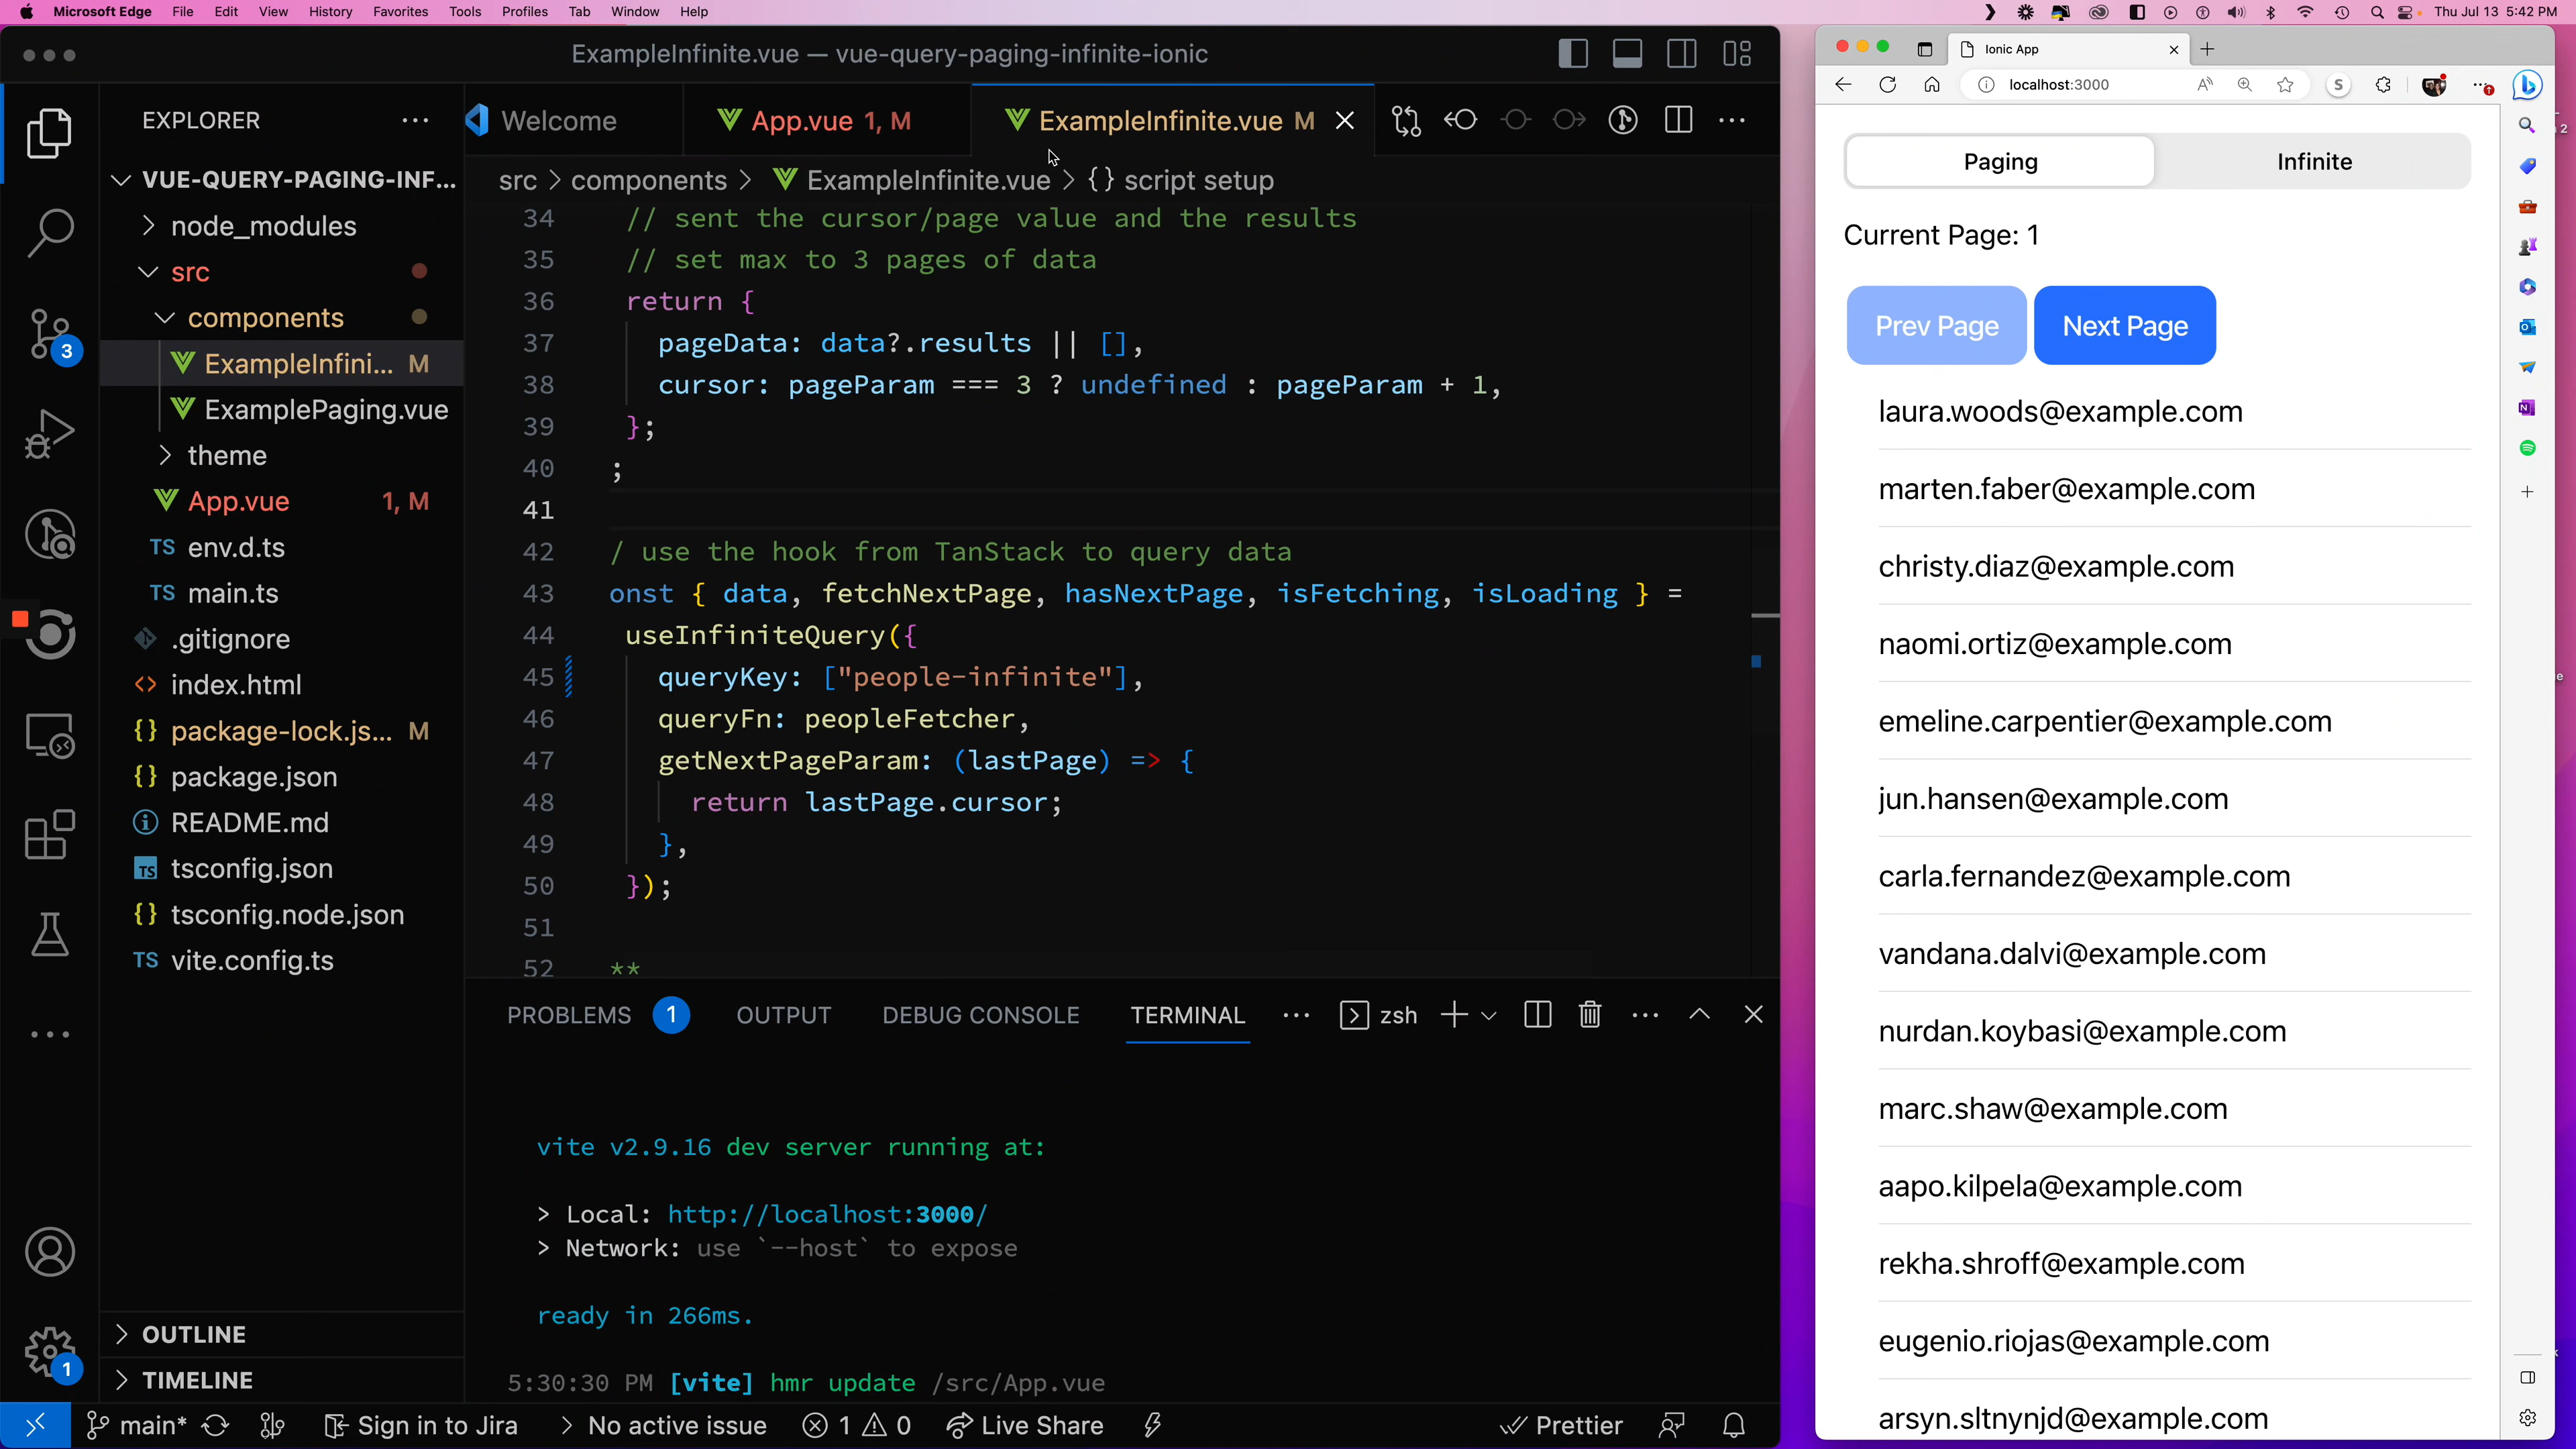 Microsoft Edge File Edit View History Favorites Tools Profiles Tab Window Help
Thu Jul 13 5:42 PM
ExampleInfinite.vue — vue-query-paging-infinite-ionic
EXPLORER
VUE-QUERY-PAGING-INF...
node_modules
src
components
ExampleInfini... M
ExamplePaging.vue
theme
App.vue 1, M
TS env.d.ts
TS main.ts
.gitignore
<> index.html
{} package-lock.js... M
{} package.json
README.md
TS tsconfig.json
{} tsconfig.node.json
TS vite.config.ts
3
OUTLINE
TIMELINE
1
Welcome
App.vue 1, M
ExampleInfinite.vue M
src > components > ExampleInfinite.vue > {} script setup
34 // sent the cursor/page value and the results
35 // set max to 3 pages of data
36 return {
37 pageData: data?.results || [],
38 cursor: pageParam === 3 ? undefined : pageParam + 1,
39 };
40 ;
41
42 / use the hook from TanStack to query data
43 onst { data, fetchNextPage, hasNextPage, isFetching, isLoading } =
44 useInfiniteQuery({
45 queryKey: ["people-infinite"],
46 queryFn: peopleFetcher,
47 getNextPageParam: (lastPage) => {
48 return lastPage.cursor;
49 },
50 });
51
52 **
PROBLEMS 1 OUTPUT DEBUG CONSOLE TERMINAL ... zsh
vite v2.9.16 dev server running at:
> Local: http://localhost:3000/
> Network: use `--host` to expose
ready in 266ms.
5:30:30 PM [vite] hmr update /src/App.vue
main* Sign in to Jira > No active issue 1 0 Live Share Prettier
Ionic App
localhost:3000
Paging Infinite
Current Page: 1
Prev Page Next Page
laura.woods@example.com
marten.faber@example.com
christy.diaz@example.com
naomi.ortiz@example.com
emeline.carpentier@example.com
jun.hansen@example.com
carla.fernandez@example.com
vandana.dalvi@example.com
nurdan.koybasi@example.com
marc.shaw@example.com
aapo.kilpela@example.com
rekha.shroff@example.com
eugenio.riojas@example.com
arsyn.sltnynjd@example.com